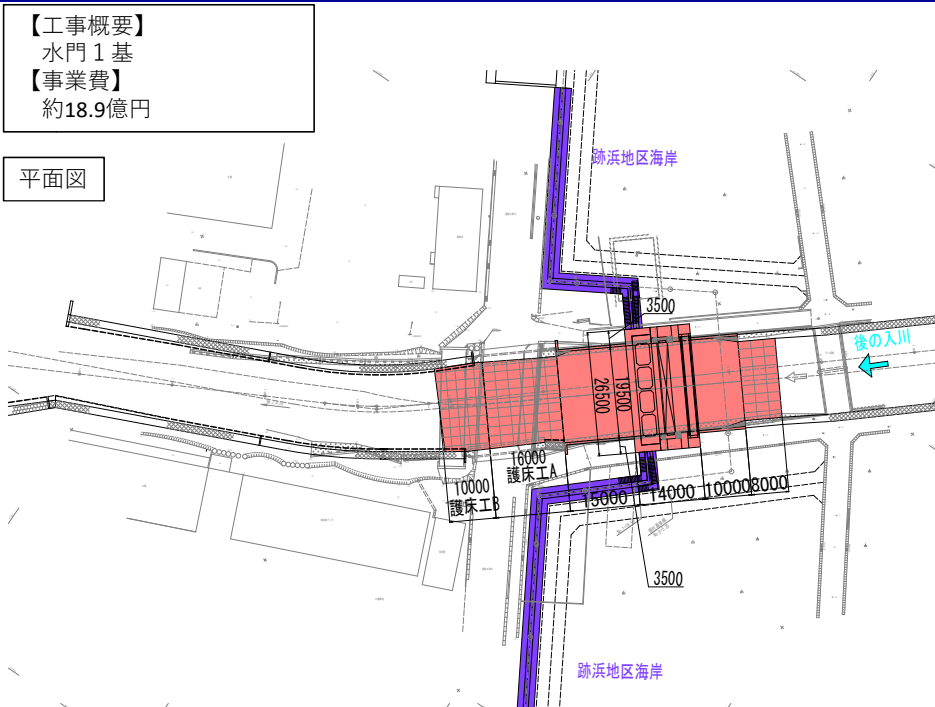 【工事概要】
水門１基
【事業費】
約18.9億円
平面図
跡浜地区海岸
3500
後の入川
19500
26500
16000
護床工A
10000
護床工B
15000
14000
10000
8000
3500
跡浜地区海岸